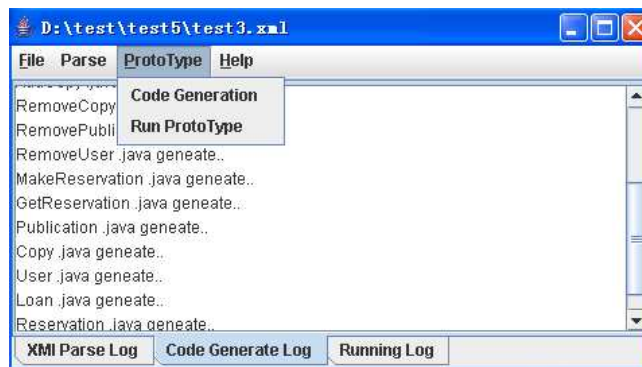 D:\test\test5\test3.xml
File Parse ProtoType Help
Code Generation
Run ProtoType
RemoveCopy
RemovePubli
RemoveUser .java geneate..
MakeReservation .java geneate..
GetReservation .java geneate..
Publication .java geneate..
Copy .java geneate..
User .java geneate..
Loan .java geneate..
Reservation .java geneate..
XMI Parse Log Code Generate Log Running Log